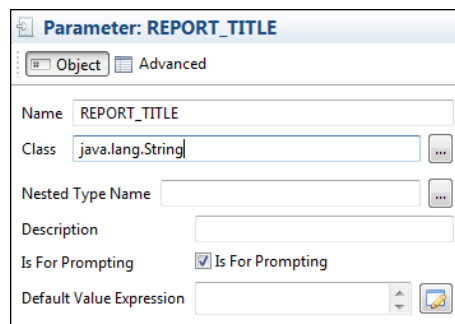 Parameter: REPORT_TITLE
Object Advanced
Name REPORT_TITLE
Class java.lang.String ...
Nested Type Name ...
Description
Is For Prompting Is For Prompting
Default Value Expression